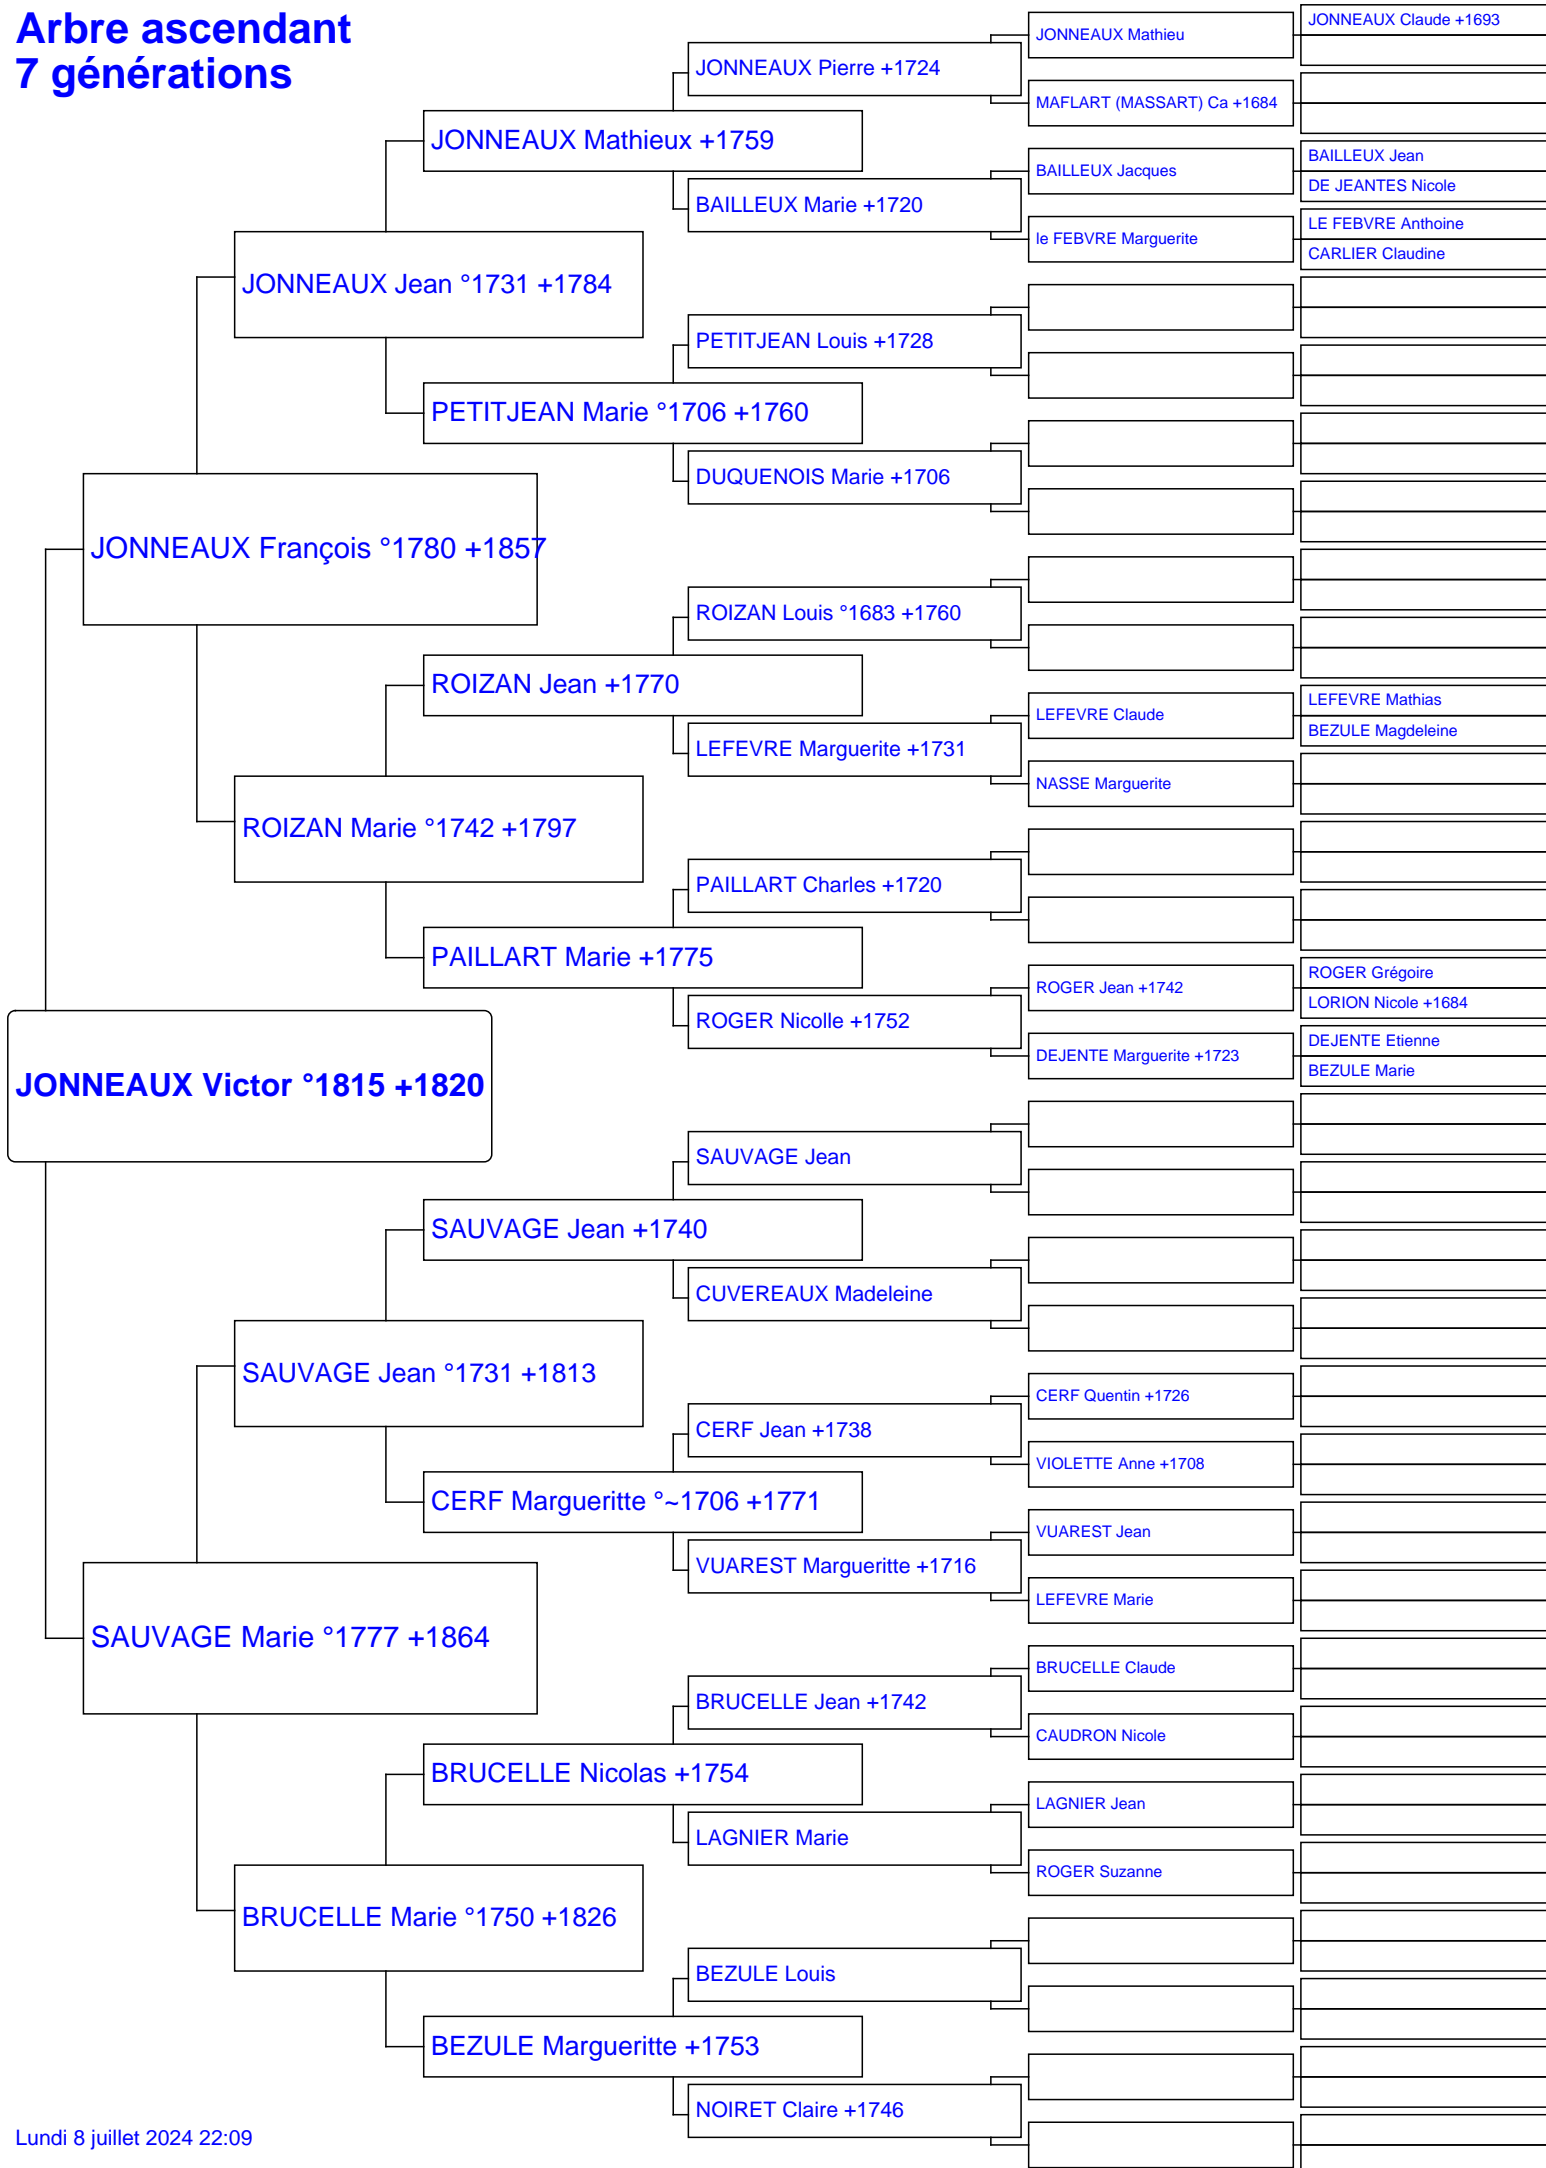 Arbre ascendant
7 générations
JONNEAUX Claude +1693
JONNEAUX Mathieu
JONNEAUX Pierre +1724
MAFLART (MASSART) Ca +1684
JONNEAUX Mathieux +1759
BAILLEUX Jean
BAILLEUX Jacques
DE JEANTES Nicole
BAILLEUX Marie +1720
LE FEBVRE Anthoine
le FEBVRE Marguerite
CARLIER Claudine
JONNEAUX Jean °1731 +1784
PETITJEAN Louis +1728
PETITJEAN Marie °1706 +1760
DUQUENOIS Marie +1706
JONNEAUX François °1780 +1857
ROIZAN Louis °1683 +1760
ROIZAN Jean +1770
LEFEVRE Mathias
LEFEVRE Claude
BEZULE Magdeleine
LEFEVRE Marguerite +1731
NASSE Marguerite
ROIZAN Marie °1742 +1797
PAILLART Charles +1720
PAILLART Marie +1775
ROGER Grégoire
ROGER Jean +1742
LORION Nicole +1684
ROGER Nicolle +1752
DEJENTE Etienne
DEJENTE Marguerite +1723
BEZULE Marie
JONNEAUX Victor °1815 +1820
SAUVAGE Jean
SAUVAGE Jean +1740
CUVEREAUX Madeleine
SAUVAGE Jean °1731 +1813
CERF Quentin +1726
CERF Jean +1738
VIOLETTE Anne +1708
CERF Margueritte °~1706 +1771
VUAREST Jean
VUAREST Margueritte +1716
LEFEVRE Marie
SAUVAGE Marie °1777 +1864
BRUCELLE Claude
BRUCELLE Jean +1742
CAUDRON Nicole
BRUCELLE Nicolas +1754
LAGNIER Jean
LAGNIER Marie
ROGER Suzanne
BRUCELLE Marie °1750 +1826
BEZULE Louis
BEZULE Margueritte +1753
NOIRET Claire +1746
Lundi 8 juillet 2024 22:09